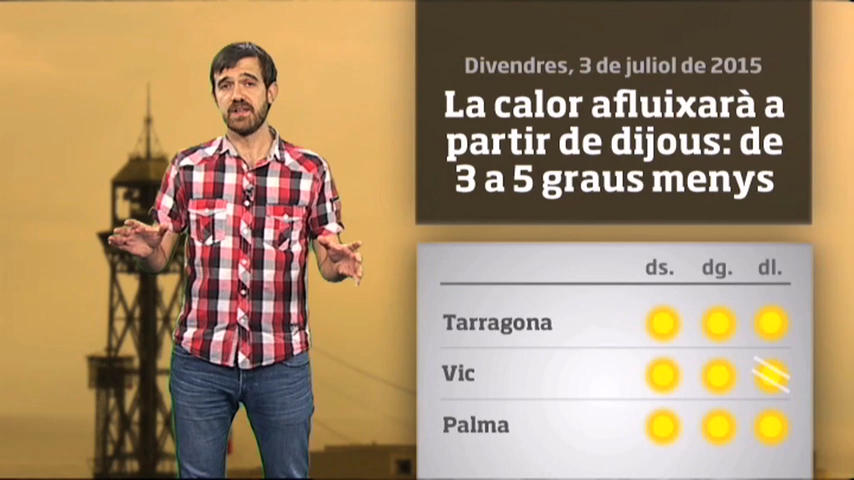 Divendres, 3 de juliol de 2015
La calor afluixarà a
partir de dijous: de
3 a 5 graus menys
ds. dg. dl.
Tarragona
Vic
Palma